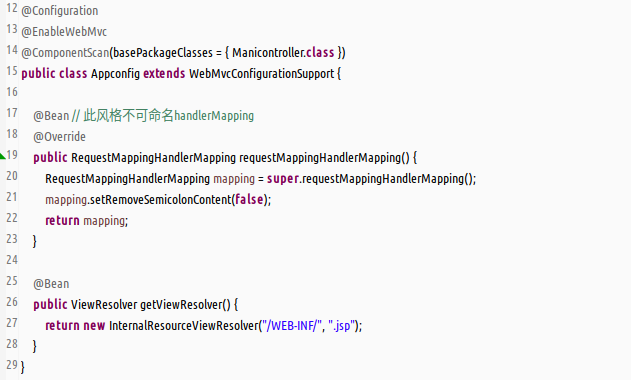 12 @Configuration
13 @EnableWebMvc
14 @ComponentScan(basePackageClasses = { Manicontroller.class })
15 public class Appconfig extends WebMvcConfigurationSupport {
16
17 @Bean // 此风格不可命名handlerMapping
18 @Override
19 public RequestMappingHandlerMapping requestMappingHandlerMapping() {
20 RequestMappingHandlerMapping mapping = super.requestMappingHandlerMapping();
21 mapping.setRemoveSemicolonContent(false);
22 return mapping;
23 }
24
25 @Bean
26 public ViewResolver getViewResolver() {
27 return new InternalResourceViewResolver("/WEB-INF/", ".jsp");
28 }
29 }